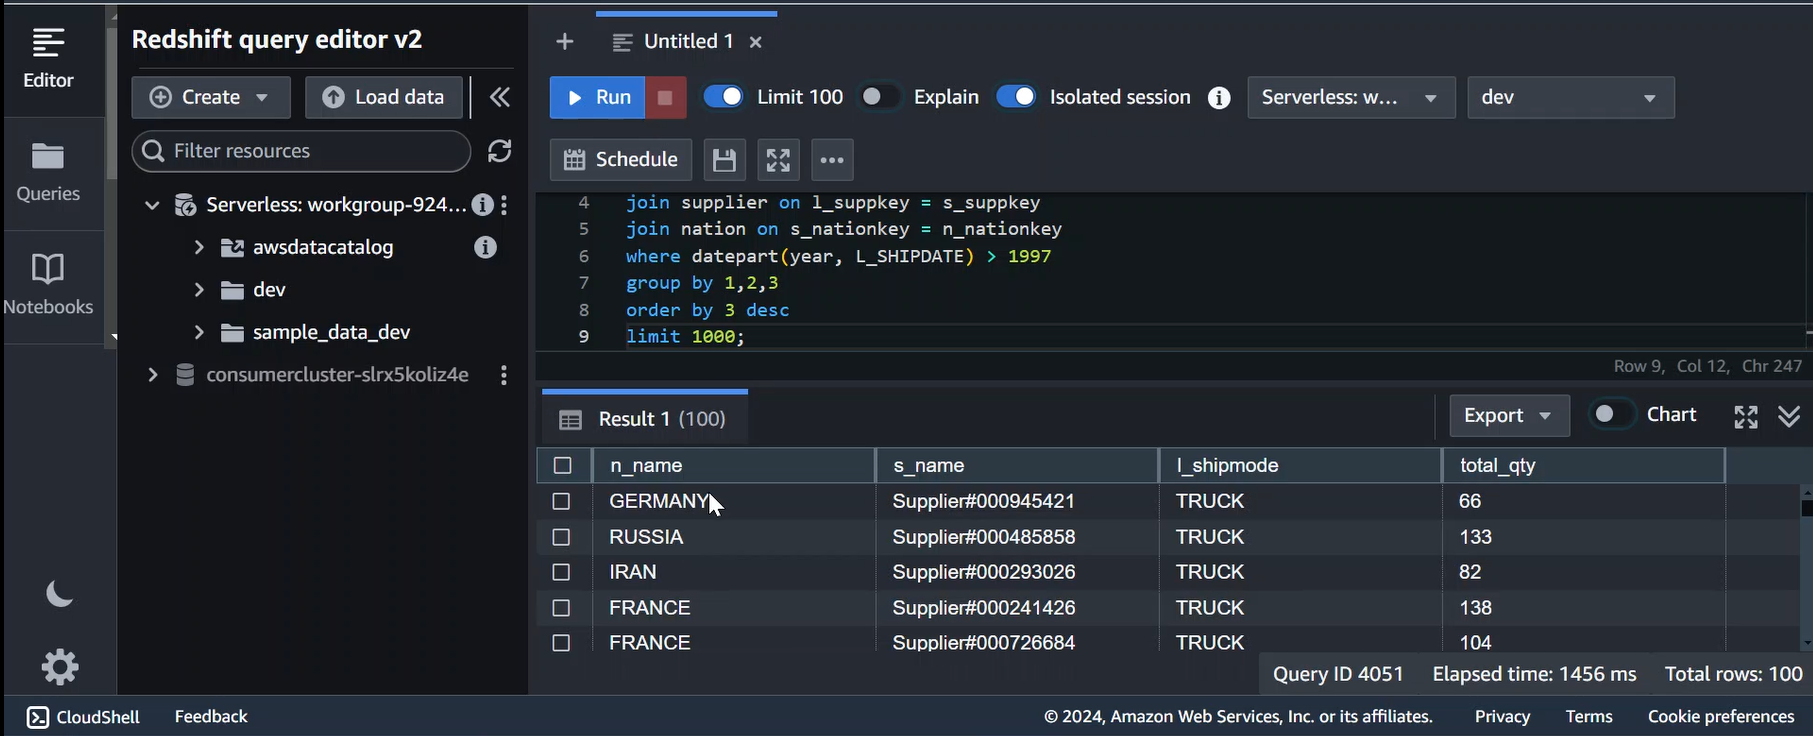 Editor
Queries
Notebooks
Redshift query editor v2
Create
Load data
Filter resources
Serverless: workgroup-924...
awsdatacatalog
dev
sample_data_dev
consumercluster-slrx5koliz4e
Untitled 1
Run
Limit 100
Explain
Isolated session
Serverless: w...
dev
Schedule
4 join supplier on l_suppkey = s_suppkey
5 join nation on s_nationkey = n_nationkey
6 where datepart(year, L_SHIPDATE) > 1997
7 group by 1,2,3
8 order by 3 desc
9 limit 1000;
Row 9, Col 12, Chr 247
Result 1 (100)
Export
Chart
n_name s_name l_shipmode total_qty
GERMANY Supplier#000945421 TRUCK 66
RUSSIA Supplier#000485858 TRUCK 133
IRAN Supplier#000293026 TRUCK 82
FRANCE Supplier#000241426 TRUCK 138
FRANCE Supplier#000726684 TRUCK 104
Query ID 4051 Elapsed time: 1456 ms Total rows: 100
CloudShell Feedback © 2024, Amazon Web Services, Inc. or its affiliates. Privacy Terms Cookie preferences